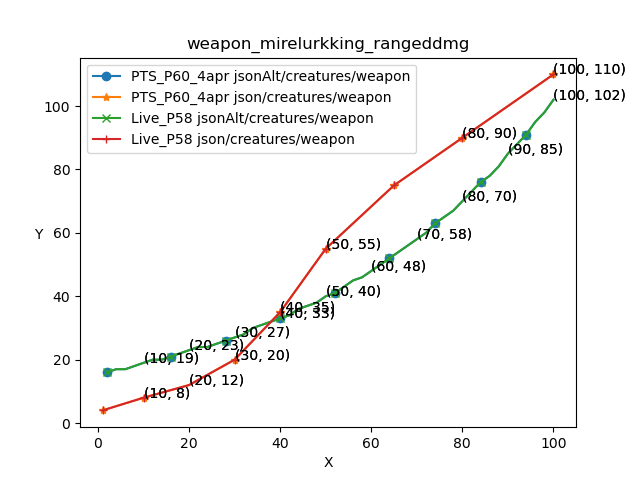 weapon_mirelurkking_rangeddmg
PTS_P60_4apr jsonAlt/creatures/weapon
PTS_P60_4apr json/creatures/weapon
Live_P58 jsonAlt/creatures/weapon
Live_P58 json/creatures/weapon
(100, 110)
(100, 102)
(80, 90)
(90, 85)
(80, 70)
(70, 58)
(50, 55)
(60, 48)
(50, 40)
(40, 35)
(40, 33)
(30, 27)
(20, 23)
(30, 20)
(10, 19)
(20, 12)
(10, 8)
Y
100
80
60
40
20
0
0 20 40 60 80 100
X